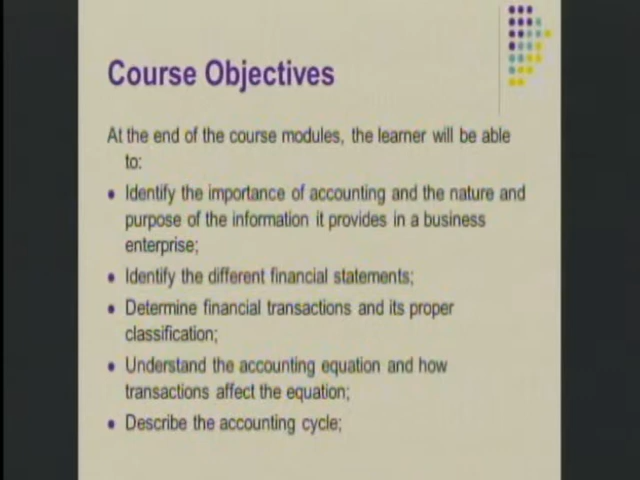 Course Objectives
At the end of the course modules, the learner will be able
to:
• Identify the importance of accounting and the nature and
purpose of the information it provides in a business
enterprise;
• Identify the different financial statements;
• Determine financial transactions and its proper
classification;
• Understand the accounting equation and how
transactions affect the equation;
• Describe the accounting cycle;